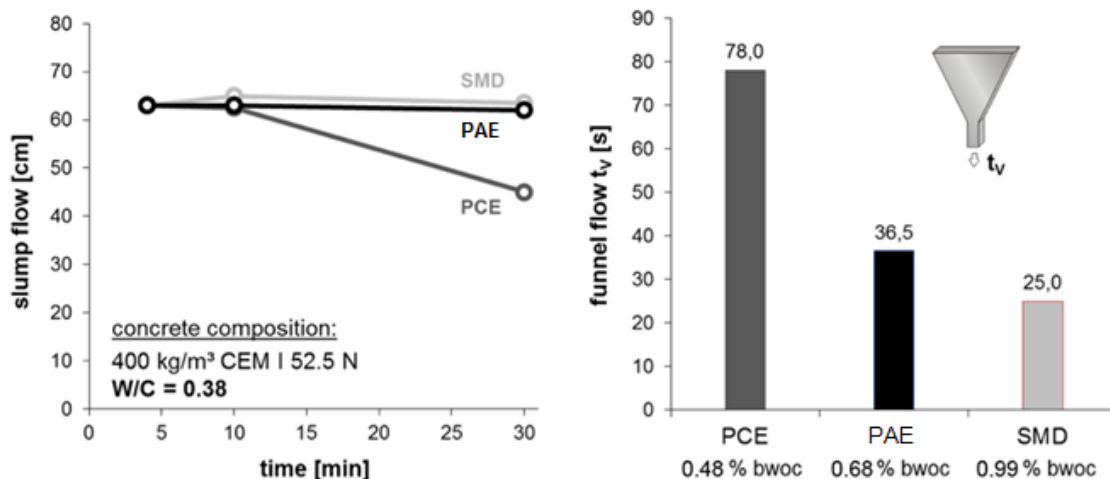 80
70
60
50
40
30
20
10
0
slump flow [cm]
SMD
PAE
PCE
concrete composition:
400 kg/m³ CEM I 52.5 N
W/C = 0.38
0 5 10 15 20 25 30
time [min]
90
80
70
60
50
40
30
20
10
0
funnel flow tv [s]
78,0
36,5
25,0
tv
PCE PAE SMD
0.48 % bwoc 0.68 % bwoc 0.99 % bwoc